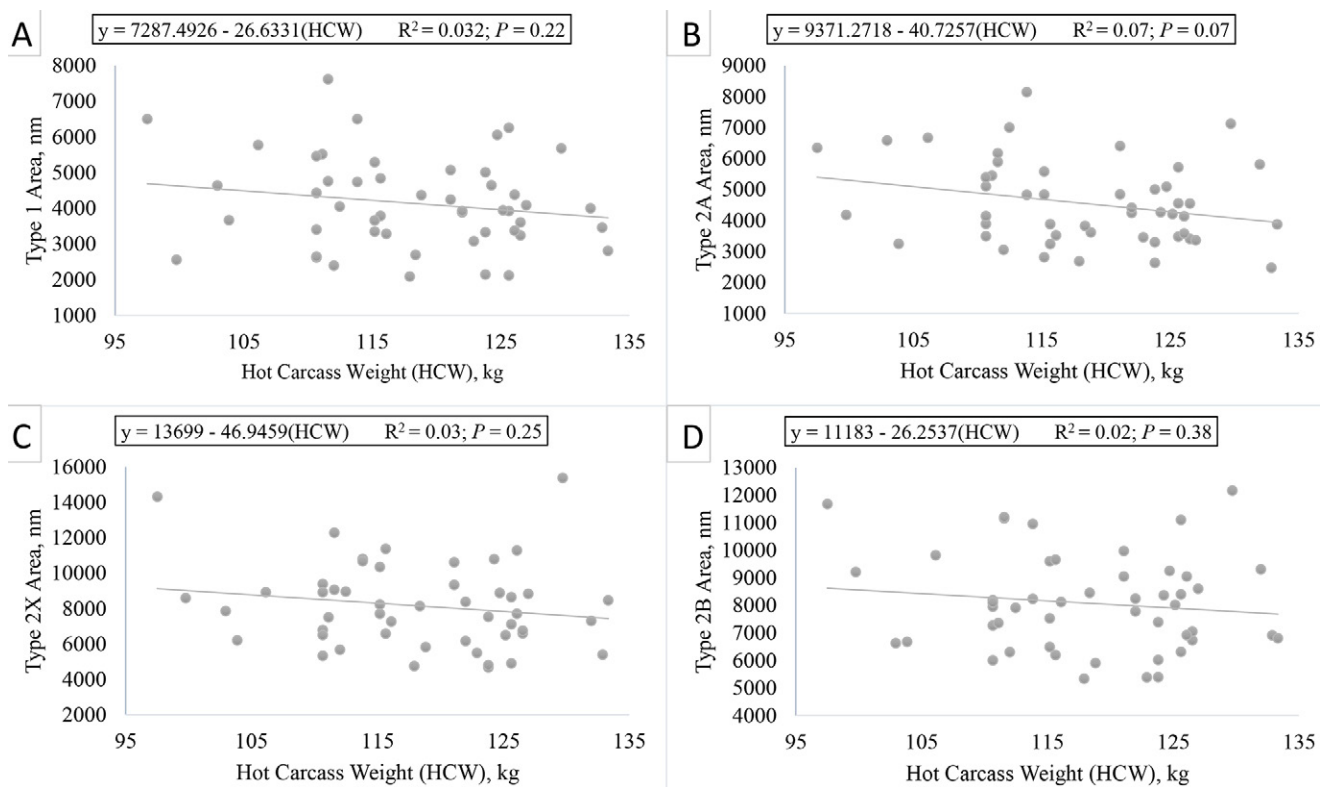 A
y = 7287.4926 - 26.6331(HCW) R² = 0.032; P = 0.22
8000
7000
6000
5000
4000
3000
2000
1000
Type 1 Area, nm
95 105 115 125 135
Hot Carcass Weight (HCW), kg
B
y = 9371.2718 - 40.7257(HCW) R² = 0.07; P = 0.07
9000
8000
7000
6000
5000
4000
3000
2000
1000
Type 2A Area, nm
95 105 115 125 135
Hot Carcass Weight (HCW), kg
C
y = 13699 - 46.9459(HCW) R² = 0.03; P = 0.25
16000
14000
12000
10000
8000
6000
4000
2000
Type 2X Area, nm
95 105 115 125 135
Hot Carcass Weight (HCW), kg
D
y = 11183 - 26.2537(HCW) R² = 0.02; P = 0.38
13000
12000
11000
10000
9000
8000
7000
6000
5000
4000
Type 2B Area, nm
95 105 115 125 135
Hot Carcass Weight (HCW), kg